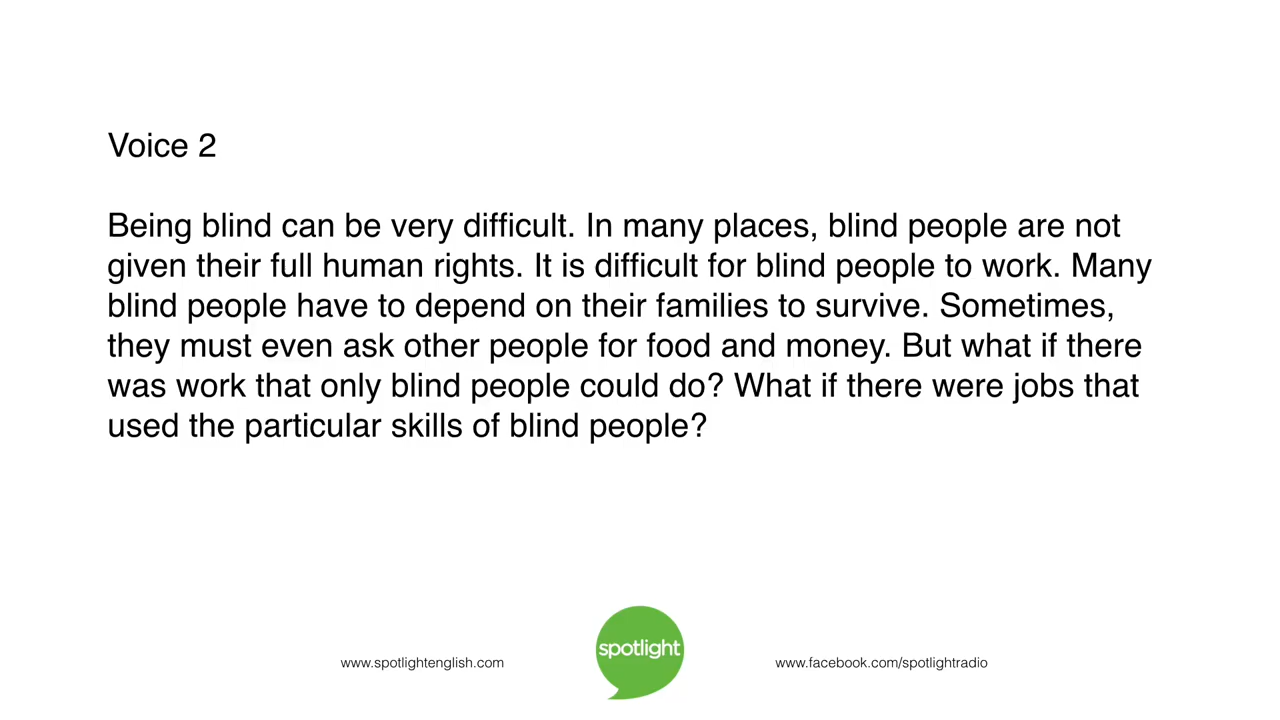 Voice 2
Being blind can be very difficult. In many places, blind people are not
given their full human rights. It is difficult for blind people to work. Many
blind people have to depend on their families to survive. Sometimes,
they must even ask other people for food and money. But what if there
was work that only blind people could do? What if there were jobs that
used the particular skills of blind people?
www.spotlightenglish.com
spotlight
www.facebook.com/spotlightradio